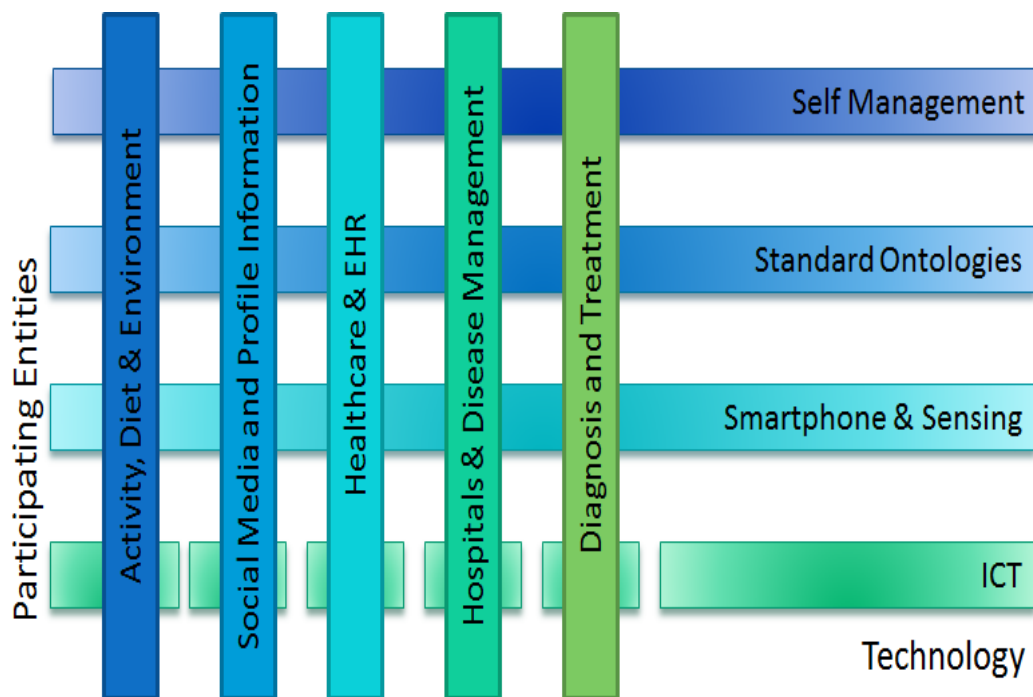 Participating Entities
Activity, Diet & Environment
Social Media and Profile Information
Healthcare & EHR
Hospitals & Disease Management
Diagnosis and Treatment
Self Management
Standard Ontologies
Smartphone & Sensing
ICT
Technology